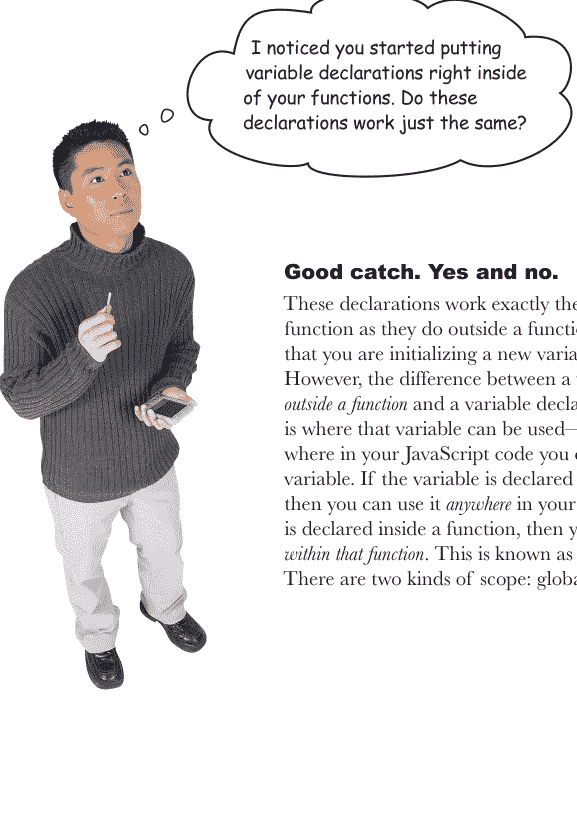 I noticed you started putting
variable declarations right inside
of your functions. Do these
declarations work just the same?
Good catch. Yes and no.
These declarations work exactly the
function as they do outside a functi
that you are initializing a new varia
However, the difference between a
outside a function and a variable decla
is where that variable can be used—
where in your JavaScript code you
variable. If the variable is declared
then you can use it anywhere in your
is declared inside a function, then y
within that function. This is known as
There are two kinds of scope: globa